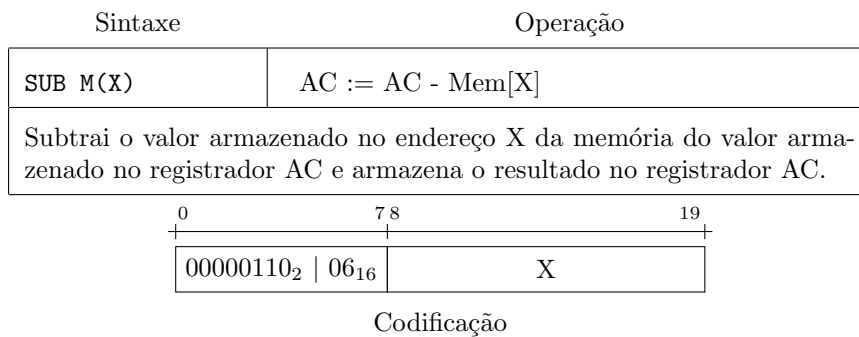 Sintaxe Operação
SUB M(X) AC := AC - Mem[X]
Subtrai o valor armazenado no endereço X da memória do valor arma-
zenado no registrador AC e armazena o resultado no registrador AC.
0 7 8 19
00000110₂ | 06₁₆ X
Codificação